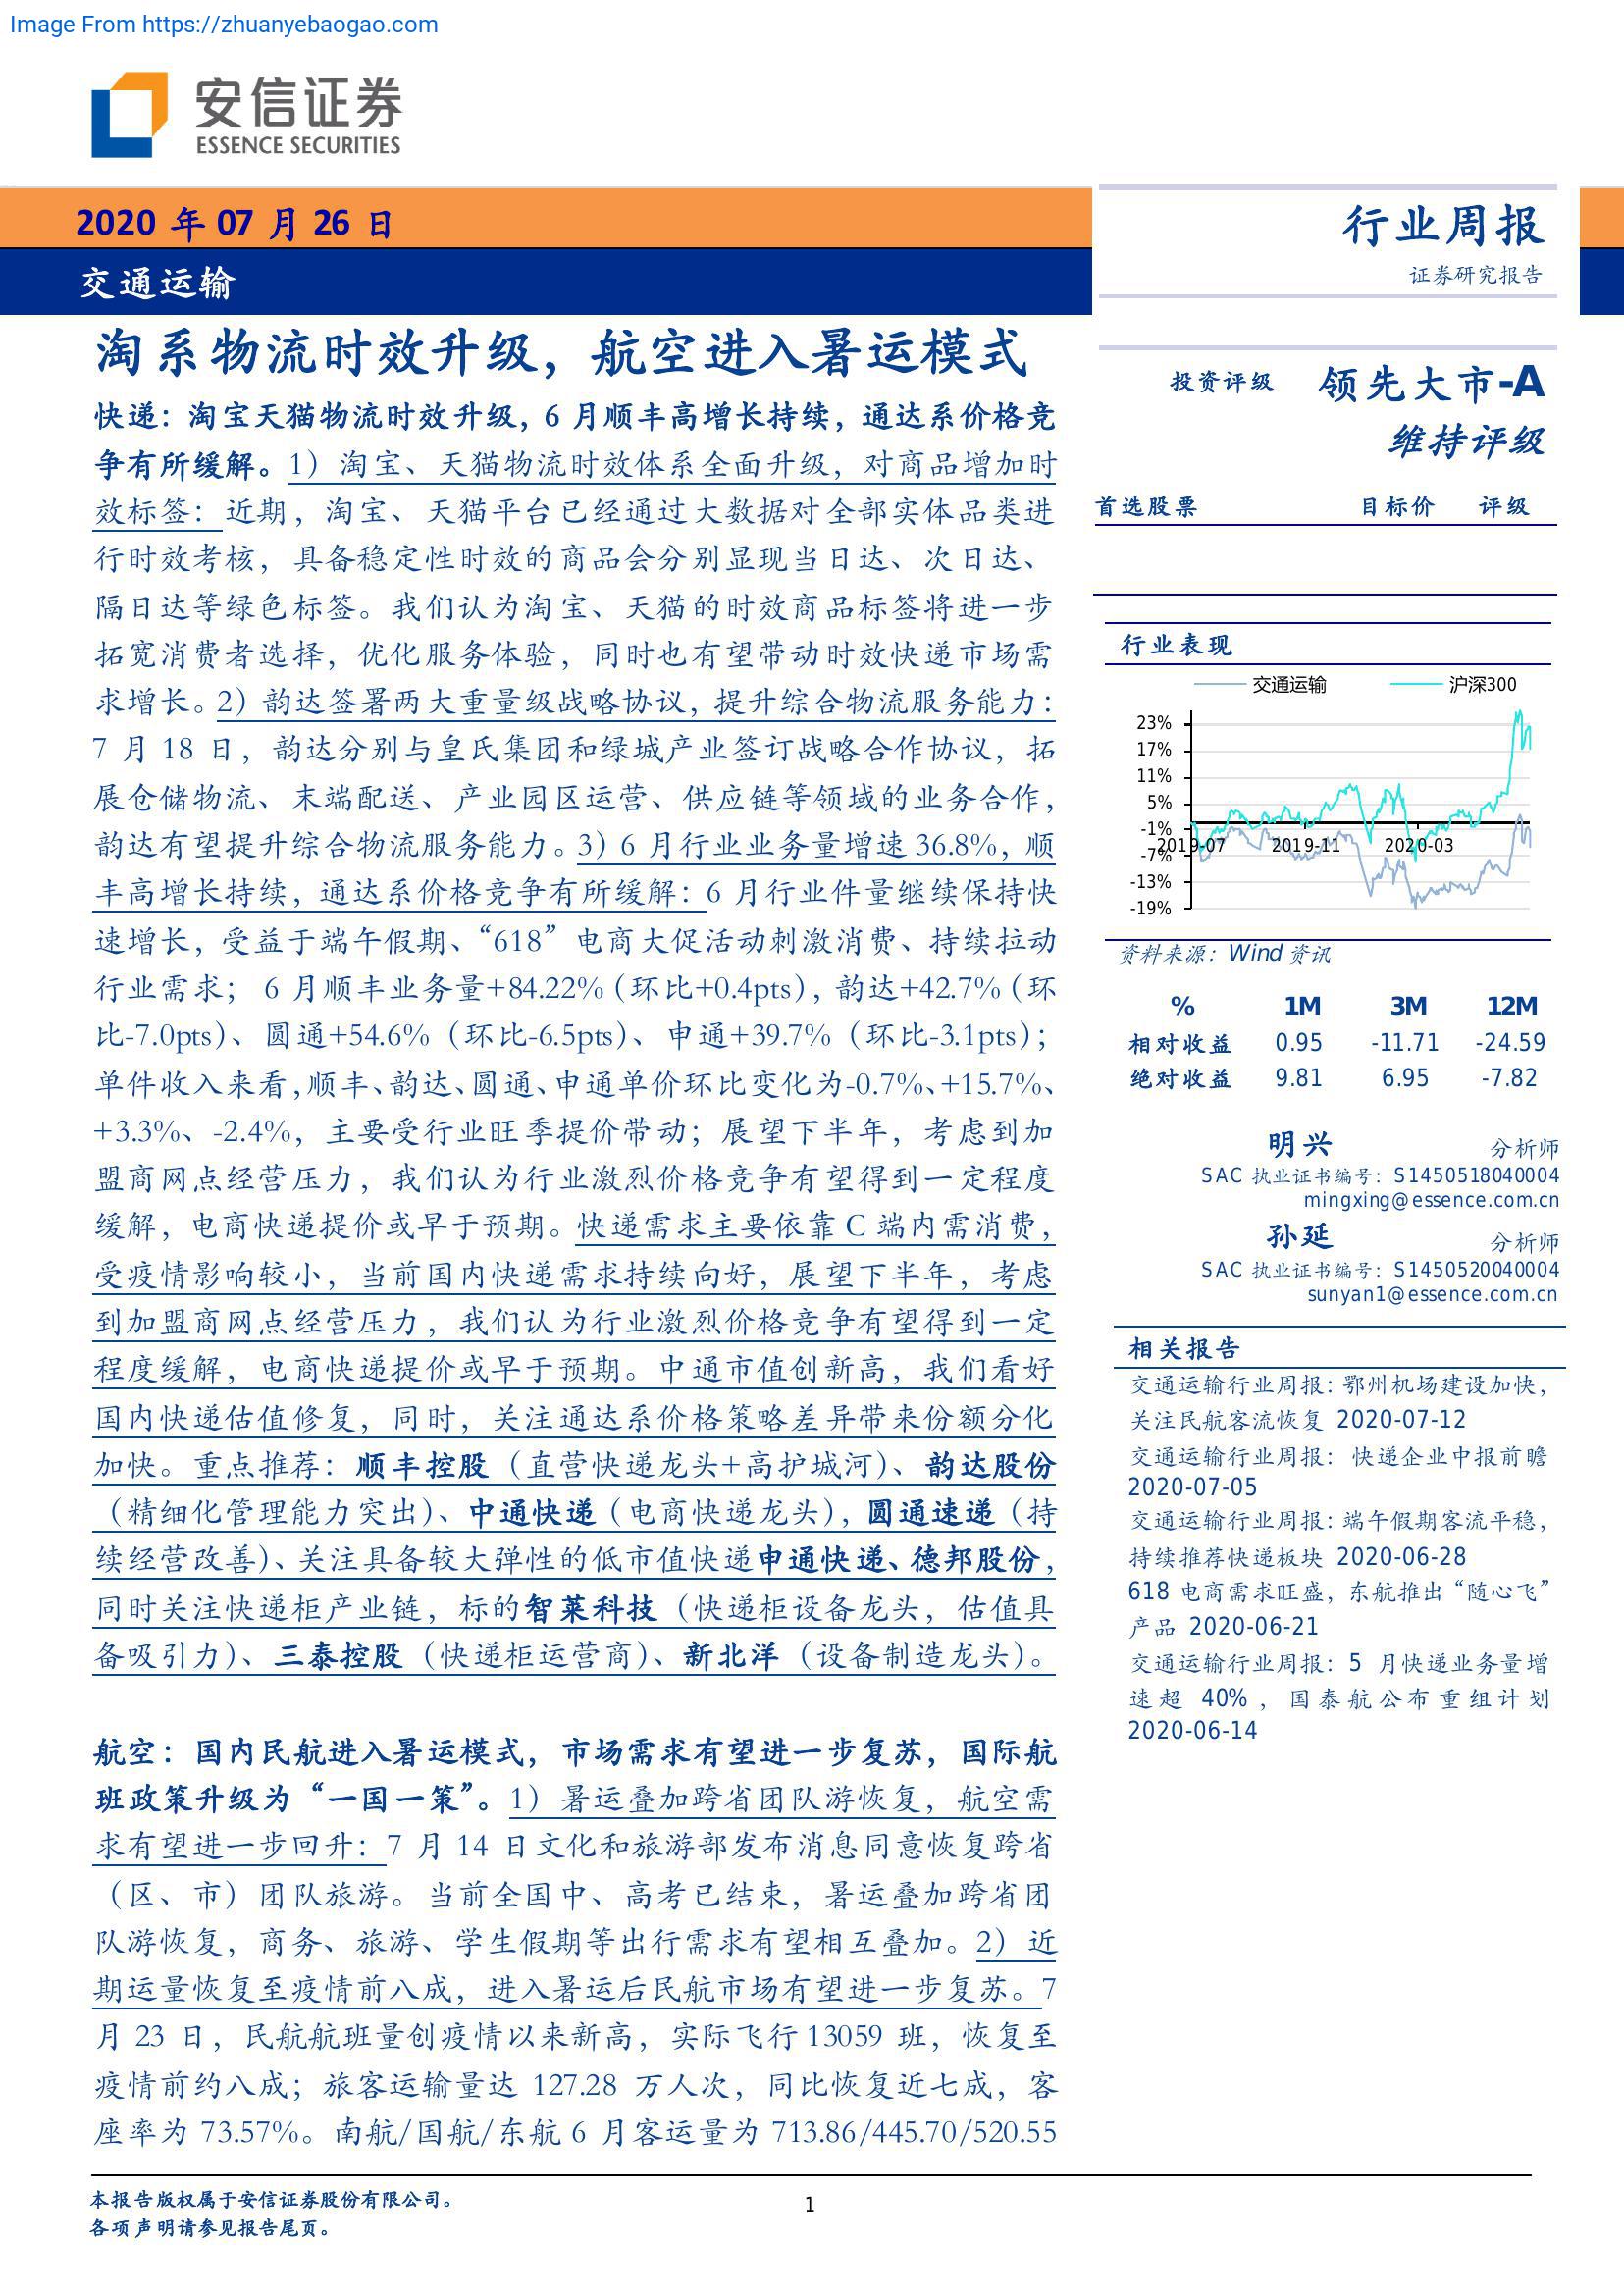 Image From https://zhuanyebaogao.com
安信证券
ESSENCE SECURITIES
2020 年 07 月 26 日
交通运输
行业周报
证券研究报告
淘系物流时效升级，航空进入暑运模式
快递：淘宝天猫物流时效升级，6 月顺丰高增长持续，通达系价格竞
争有所缓解。1）淘宝、天猫物流时效体系全面升级，对商品增加时
效标签：近期，淘宝、天猫平台已经通过大数据对全部实体品类进
行时效考核，具备稳定性时效的商品会分别显现当日达、次日达、
隔日达等绿色标签。我们认为淘宝、天猫的时效商品标签将进一步
拓宽消费者选择，优化服务体验，同时也有望带动时效快递市场需
求增长。2）韵达签署两大重量级战略协议，提升综合物流服务能力：
7 月 18 日，韵达分别与皇氏集团和绿城产业签订战略合作协议，拓
展仓储物流、末端配送、产业园区运营、供应链等领域的业务合作，
韵达有望提升综合物流服务能力。3）6 月行业业务量增速 36.8%，顺
丰高增长持续，通达系价格竞争有所缓解：6 月行业件量继续保持快
速增长，受益于端午假期、“618”电商大促活动刺激消费、持续拉动
行业需求； 6 月顺丰业务量+84.22%（环比+0.4pts），韵达+42.7%（环
比-7.0pts）、圆通+54.6%（环比-6.5pts）、申通+39.7%（环比-3.1pts）；
单件收入来看，顺丰、韵达、圆通、申通单价环比变化为-0.7%、+15.7%、
+3.3%、-2.4%，主要受行业旺季提价带动；展望下半年，考虑到加
盟商网点经营压力，我们认为行业激烈价格竞争有望得到一定程度
缓解，电商快递提价或早于预期。快递需求主要依靠 C 端内需消费，
受疫情影响较小，当前国内快递需求持续向好，展望下半年，考虑
到加盟商网点经营压力，我们认为行业激烈价格竞争有望得到一定
程度缓解，电商快递提价或早于预期。中通市值创新高，我们看好
国内快递估值修复，同时，关注通达系价格策略差异带来份额分化
加快。重点推荐：顺丰控股（直营快递龙头+高护城河）、韵达股份
（精细化管理能力突出）、中通快递（电商快递龙头），圆通速递（持
续经营改善）、关注具备较大弹性的低市值快递申通快递、德邦股份，
同时关注快递柜产业链，标的智莱科技（快递柜设备龙头，估值具
备吸引力）、三泰控股（快递柜运营商）、新北洋（设备制造龙头）。
航空：国内民航进入暑运模式，市场需求有望进一步复苏，国际航
班政策升级为“一国一策”。1）暑运叠加跨省团队游恢复，航空需
求有望进一步回升：7 月 14 日文化和旅游部发布消息同意恢复跨省
（区、市）团队旅游。当前全国中、高考已结束，暑运叠加跨省团
队游恢复，商务、旅游、学生假期等出行需求有望相互叠加。2）近
期运量恢复至疫情前八成，进入暑运后民航市场有望进一步复苏。7
月 23 日，民航航班量创疫情以来新高，实际飞行 13059 班，恢复至
疫情前约八成；旅客运输量达 127.28 万人次，同比恢复近七成，客
座率为 73.57%。南航/国航/东航 6 月客运量为 713.86/445.70/520.55
投资评级 领先大市-A
维持评级
首选股票 目标价 评级
行业表现
交通运输 沪深300
23%
17%
11%
5%
-1%
-7%
-13%
-19%
2019-07 2019-11 2020-03
资料来源：Wind 资讯
% 1M 3M 12M
相对收益 0.95 -11.71 -24.59
绝对收益 9.81 6.95 -7.82
明兴 分析师
SAC 执业证书编号：S1450518040004
mingxing@essence.com.cn
孙延 分析师
SAC 执业证书编号：S1450520040004
sunyan1@essence.com.cn
相关报告
交通运输行业周报：鄂州机场建设加快，
关注民航客流恢复 2020-07-12
交通运输行业周报：快递企业中报前瞻
2020-07-05
交通运输行业周报：端午假期客流平稳，
持续推荐快递板块 2020-06-28
618 电商需求旺盛，东航推出“随心飞”
产品 2020-06-21
交通运输行业周报：5 月快递业务量增
速超 40%，国泰航公布重组计划
2020-06-14
本报告版权属于安信证券股份有限公司。
各项声明请参见报告尾页。
1